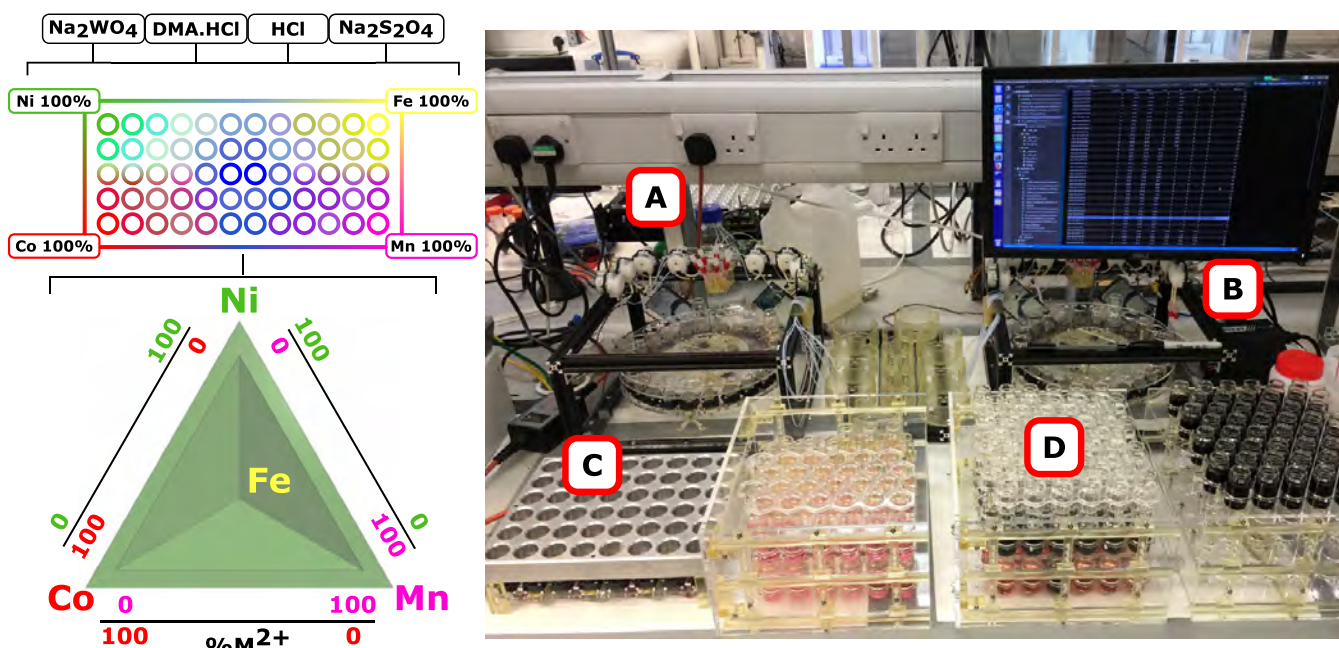 Na2WO4 DMA.HCl HCl Na2S2O4
Ni 100% Fe 100%
Co 100% Mn 100%
Ni
100 0 0 100
Fe
0 100 100 0
Co 0 100 Mn
100 0
%M2+
A
B
C
D